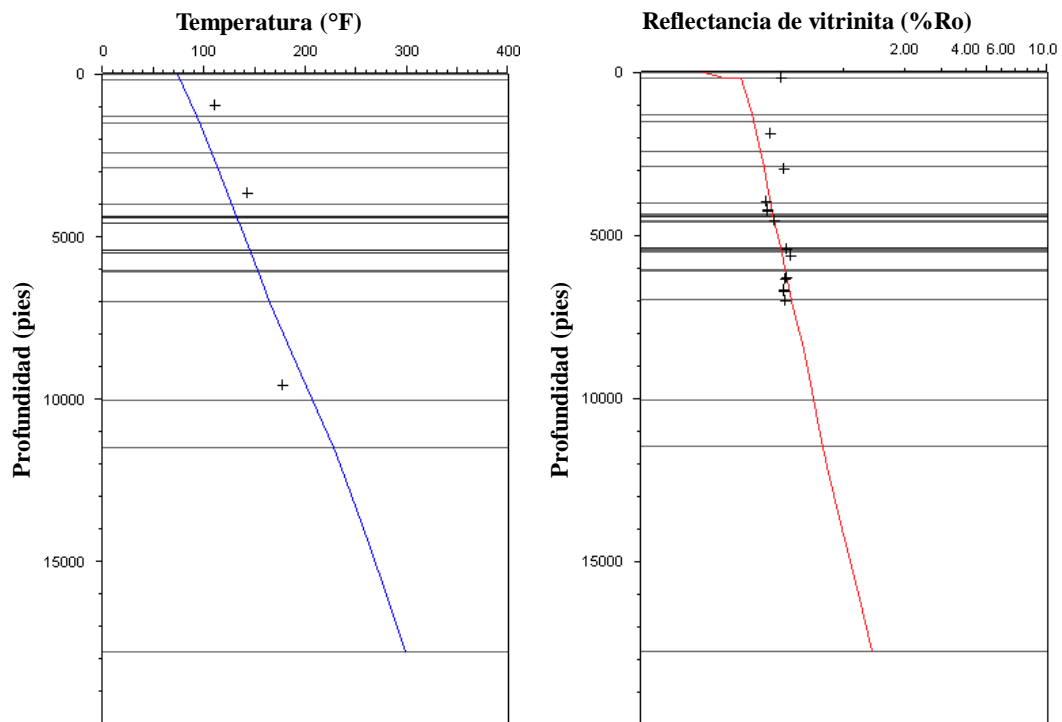 Temperatura (°F)
0 100 200 300 400
0
5000
10000
15000
Profundidad (pies)
Reflectancia de vitrinita (%Ro)
2.00 4.00 6.00 10.0
0
5000
10000
15000
Profundidad (pies)